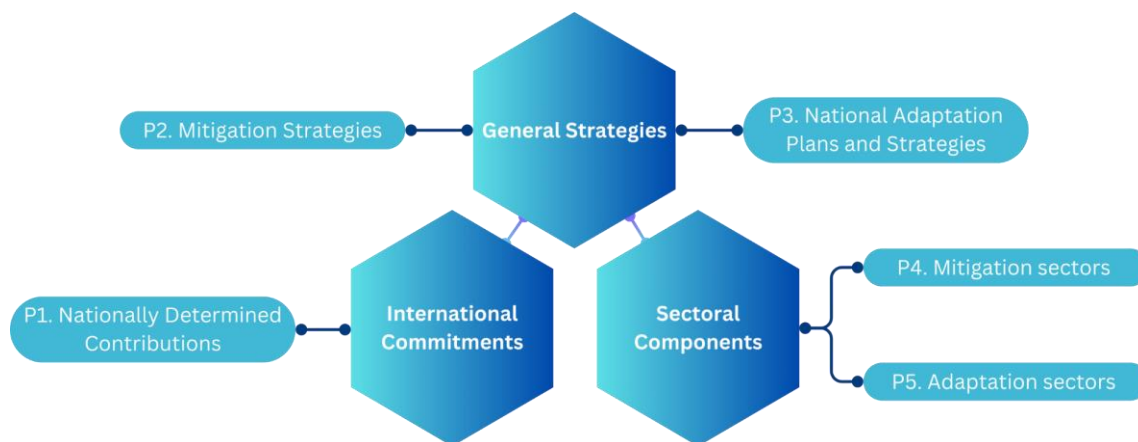 P2. Mitigation Strategies
General Strategies
P3. National Adaptation
Plans and Strategies
P1. Nationally Determined
Contributions
International
Commitments
Sectoral
Components
P4. Mitigation sectors
P5. Adaptation sectors